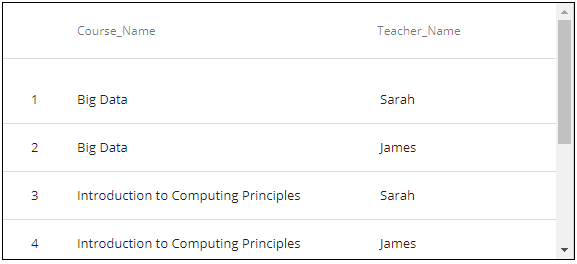 Course_Name Teacher_Name
1 Big Data Sarah
2 Big Data James
3 Introduction to Computing Principles Sarah
4 Introduction to Computing Principles James